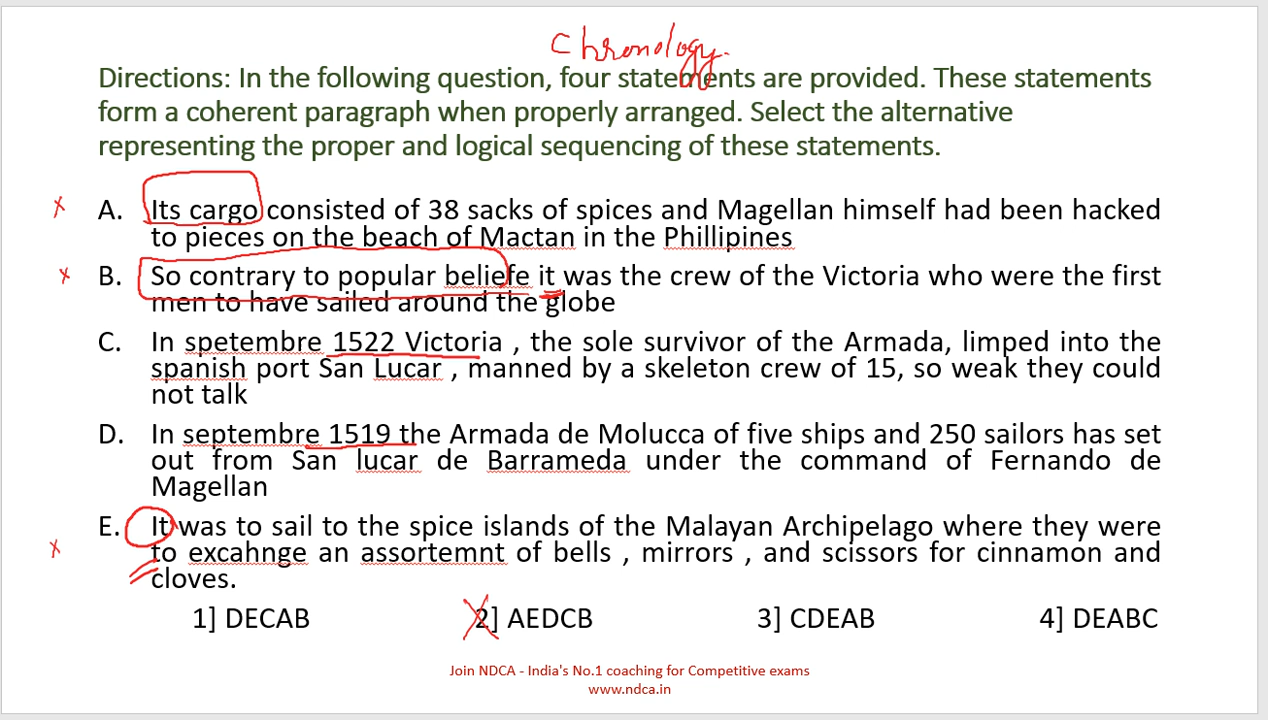 Chronology.
Directions: In the following question, four statements are provided. These statements
form a coherent paragraph when properly arranged. Select the alternative
representing the proper and logical sequencing of these statements.
x A. Its cargo consisted of 38 sacks of spices and Magellan himself had been hacked
to pieces on the beach of Mactan in the Phillipines
x B. So contrary to popular beliefe it was the crew of the Victoria who were the first
men to have sailed around the globe
C. In spetembre 1522 Victoria , the sole survivor of the Armada, limped into the
spanish port San Lucar , manned by a skeleton crew of 15, so weak they could
not talk
D. In septembre 1519 the Armada de Molucca of five ships and 250 sailors has set
out from San lucar de Barrameda under the command of Fernando de
Magellan
E. It was to sail to the spice islands of the Malayan Archipelago where they were
x to excahnge an assortemnt of bells , mirrors , and scissors for cinnamon and
cloves.
1] DECAB 2] AEDCB 3] CDEAB 4] DEABC
Join NDCA - India's No.1 coaching for Competitive exams
www.ndca.in